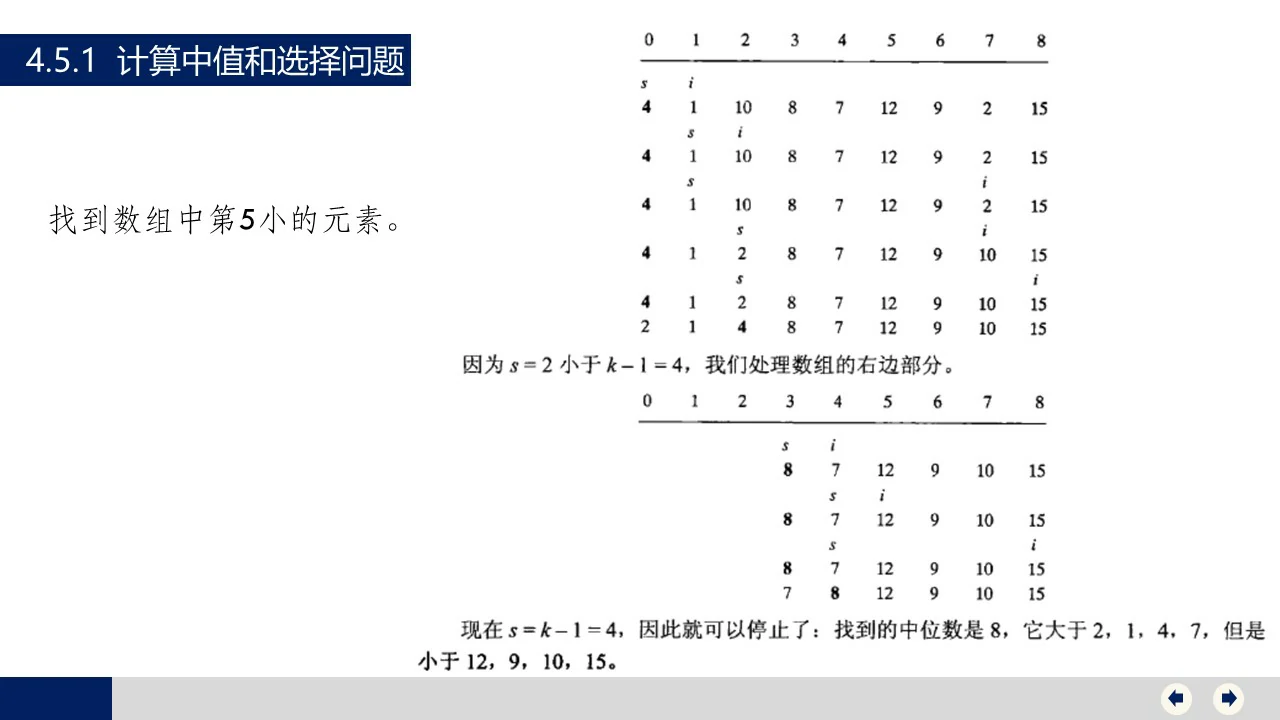 4.5.1 计算中值和选择问题
找到数组中第5小的元素。
0 1 2 3 4 5 6 7 8
s i
4 1 10 8 7 12 9 2 15
s i
4 1 10 8 7 12 9 2 15
s i
4 1 10 8 7 12 9 2 15
s i
4 1 2 8 7 12 9 10 15
s i
4 1 2 8 7 12 9 10 15
2 1 4 8 7 12 9 10 15
因为 s = 2 小于 k – 1 = 4，我们处理数组的右边部分。
0 1 2 3 4 5 6 7 8
s i
8 7 12 9 10 15
s i
8 7 12 9 10 15
s i
8 7 12 9 10 15
7 8 12 9 10 15
现在 s = k – 1 = 4，因此就可以停止了：找到的中位数是 8，它大于 2，1，4，7，但是
小于 12，9，10，15。